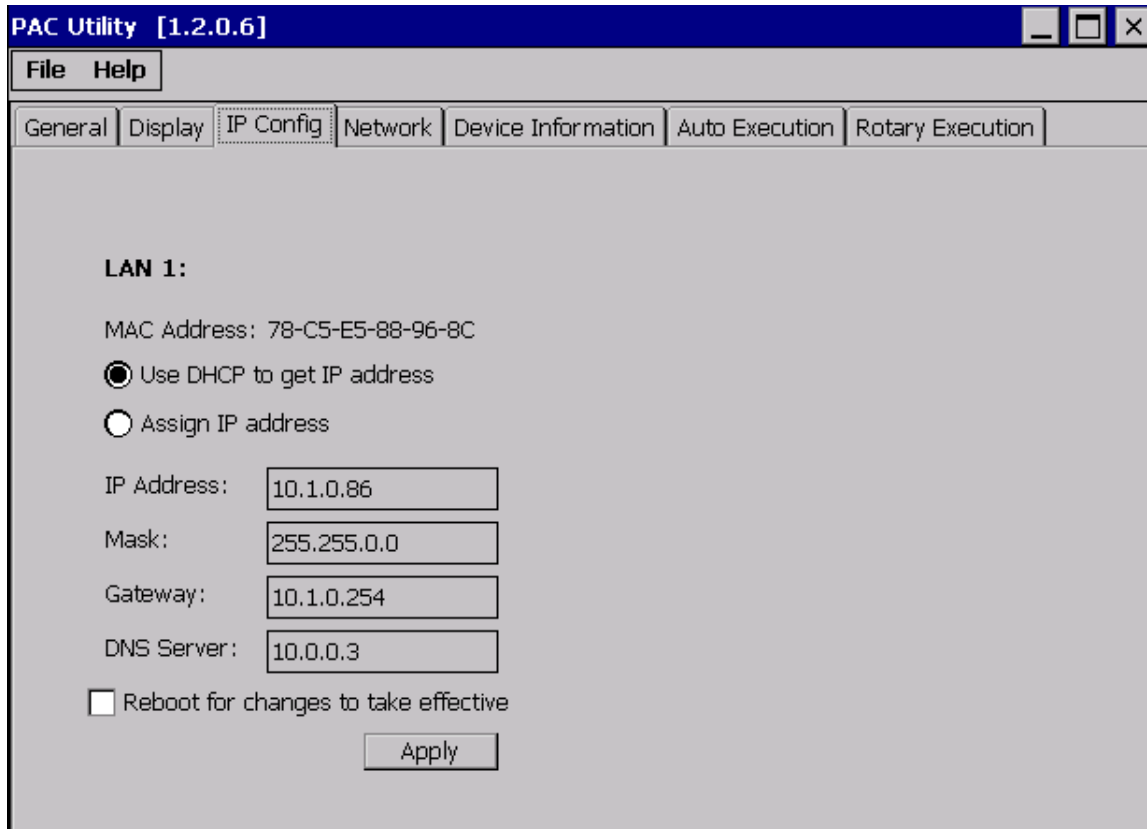 PAC Utility [1.2.0.6]
File Help
General Display IP Config Network Device Information Auto Execution Rotary Execution
LAN 1:
MAC Address: 78-C5-E5-88-96-8C
Use DHCP to get IP address
Assign IP address
IP Address: 10.1.0.86
Mask: 255.255.0.0
Gateway: 10.1.0.254
DNS Server: 10.0.0.3
Reboot for changes to take effective
Apply